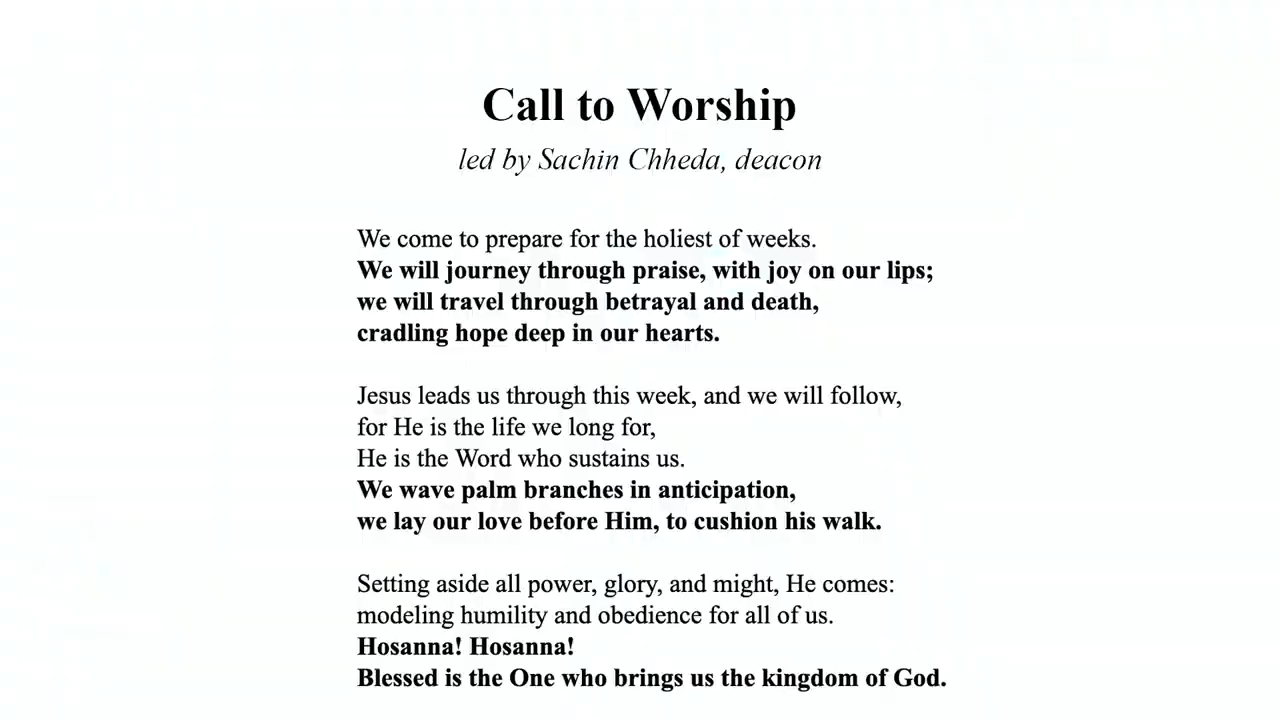 Call to Worship
led by Sachin Chheda, deacon
We come to prepare for the holiest of weeks.
We will journey through praise, with joy on our lips;
we will travel through betrayal and death,
cradling hope deep in our hearts.
Jesus leads us through this week, and we will follow,
for He is the life we long for,
He is the Word who sustains us.
We wave palm branches in anticipation,
we lay our love before Him, to cushion his walk.
Setting aside all power, glory, and might, He comes:
modeling humility and obedience for all of us.
Hosanna! Hosanna!
Blessed is the One who brings us the kingdom of God.